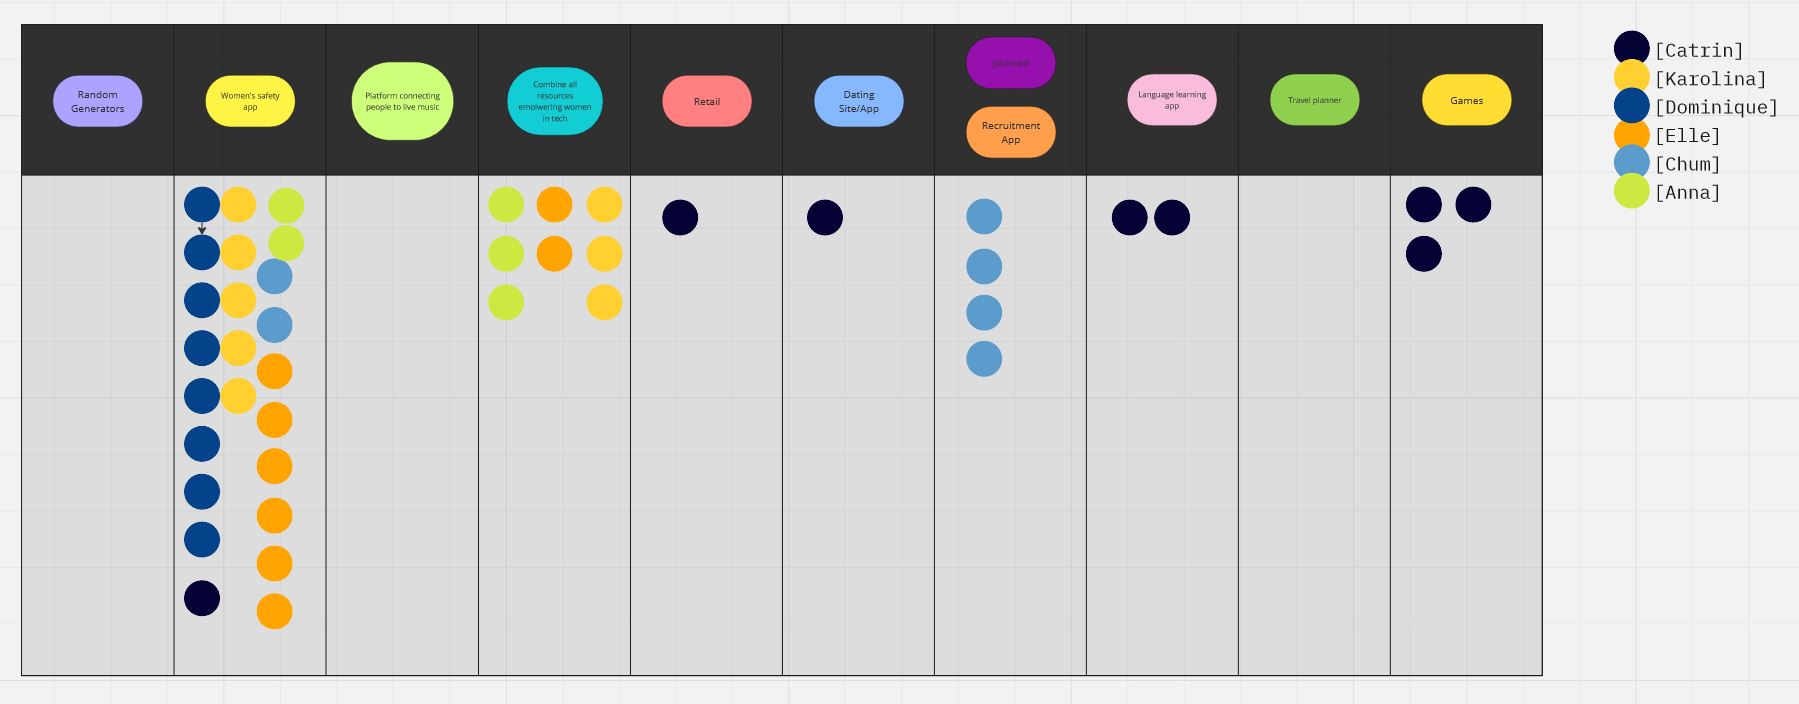 Random
Generators
Women's safety
app
Platform connecting
people to live music
Combine all
resources
emoiwering women
in tech
Retail
Dating
Site/App
Job board
Recruitment
App
Language learning
app
Travel planner
Games
[Catrin]
[Karolina]
[Dominique]
[Elle]
[Chum]
[Anna]